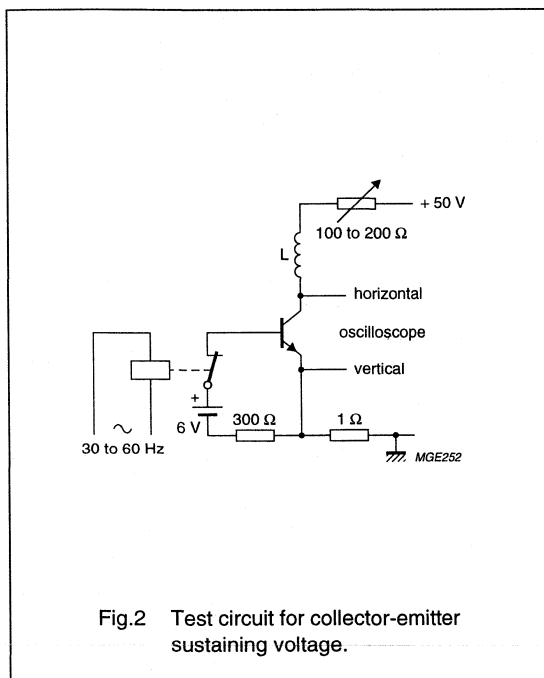 + 50 V
100 to 200 Ω
L
horizontal
oscilloscope
vertical
+
6 V
300 Ω
1 Ω
30 to 60 Hz
MGE252
Fig.2 Test circuit for collector-emitter
sustaining voltage.